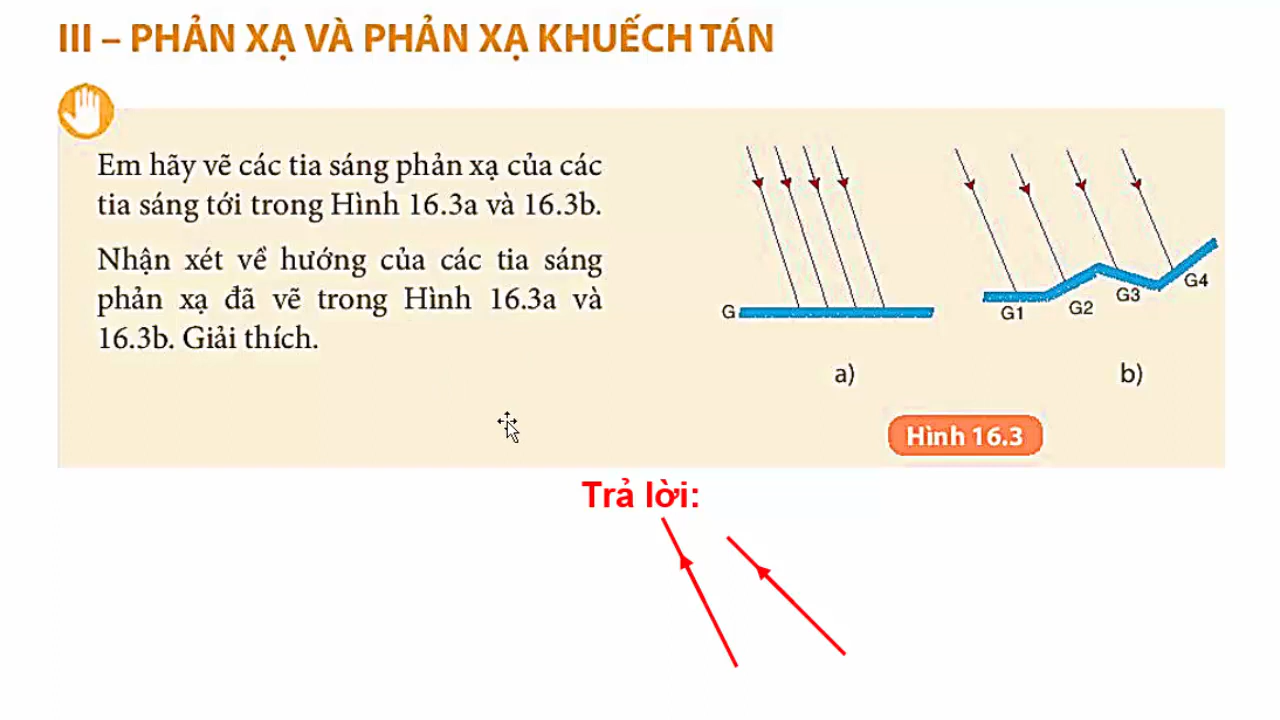 III – PHẢN XẠ VÀ PHẢN XẠ KHUẾCH TÁN
Em hãy vẽ các tia sáng phản xạ của các
tia sáng tới trong Hình 16.3a và 16.3b.
Nhận xét về hướng của các tia sáng
phản xạ đã vẽ trong Hình 16.3a và
16.3b. Giải thích.
G
G1
G2
G3
G4
a)
b)
Hình 16.3
Trả lời: